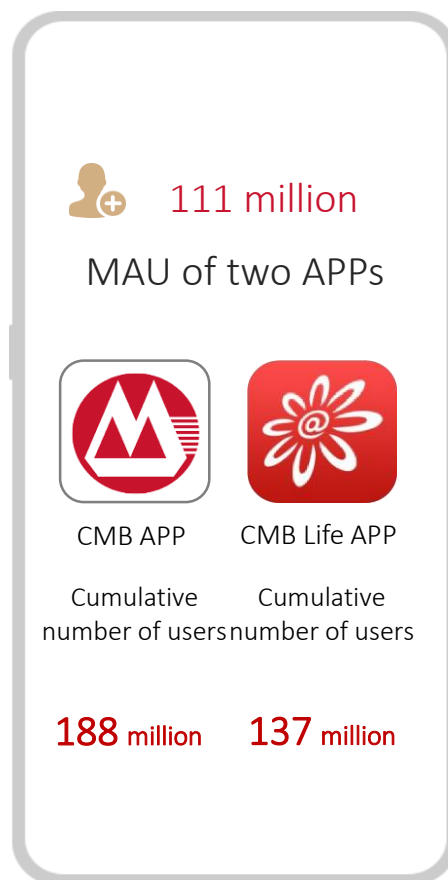 111 million
MAU of two APPs
@
CMB APP
CMB Life APP
Cumulative
number of users
Cumulative
number of users
188 million
137 million